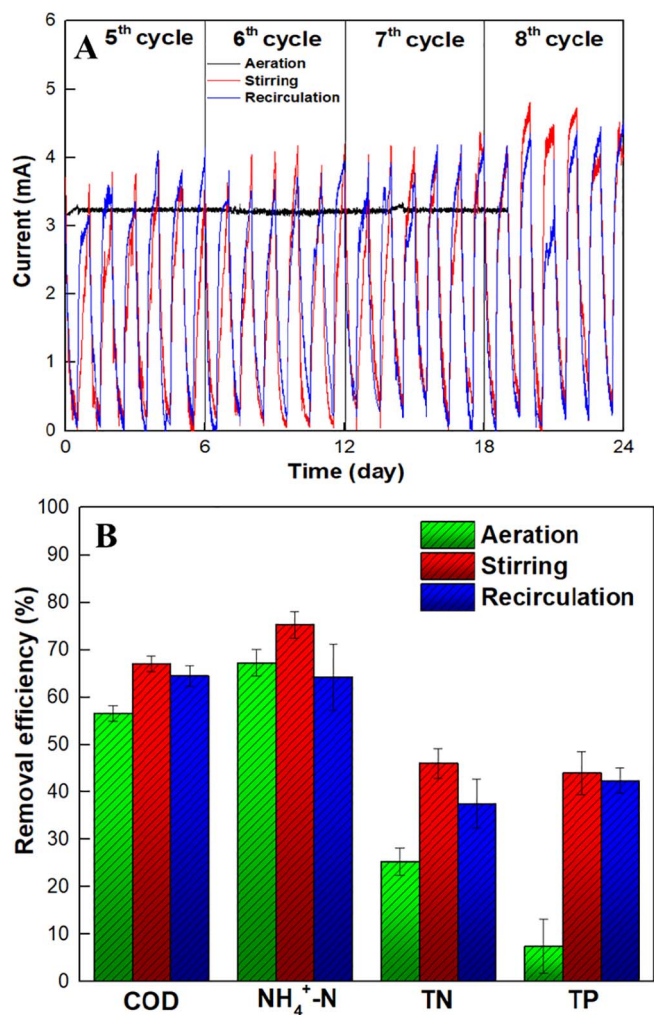 A
5th cycle 6th cycle 7th cycle 8th cycle
Aeration
Stirring
Recirculation
6
5
4
3
2
1
0
Current (mA)
0 6 12 18 24
Time (day)
B
Aeration
Stirring
Recirculation
100
90
80
70
60
50
40
30
20
10
0
Removal efficiency (%)
COD NH4+-N TN TP